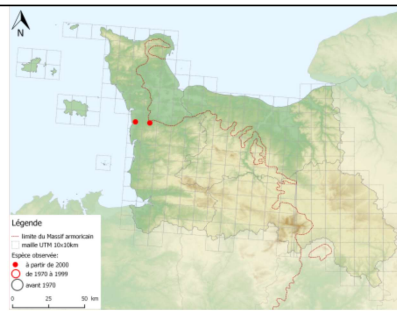 N
Légende
limite du Massif armoricain
maille UTM 10x10km
Espèce observée:
à partir de 2000
de 1970 à 1999
avant 1970
0 25 50 km